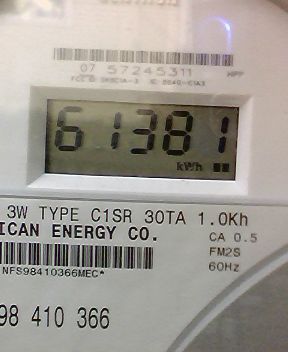 07 57245311
61381
kWh
3W TYPE C1SR 30TA 1.0Kh
ICAN ENERGY CO.
CA 0.5
FM2S
60Hz
NFS98410366MEC*
98 410 366